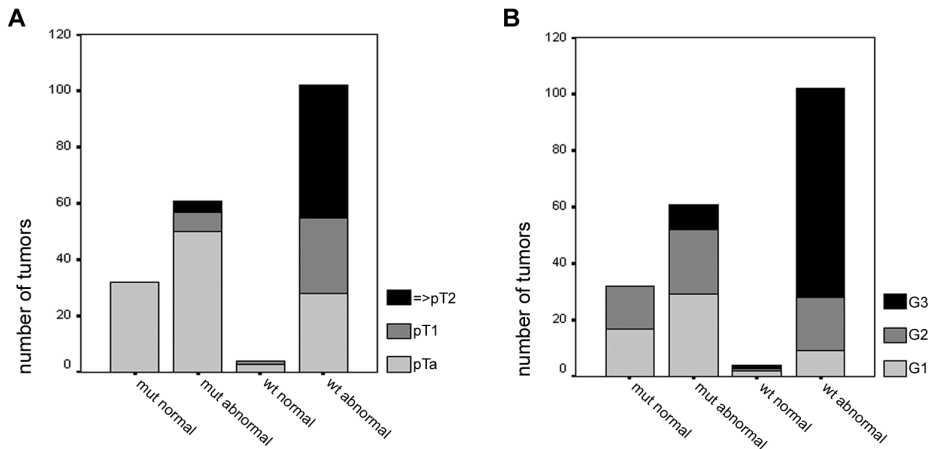 A
number of tumors
120
100
80
60
40
20
0
mut normal
mut abnormal
wt normal
wt abnormal
=>pT2
pT1
pTa
B
number of tumors
120
100
80
60
40
20
0
mut normal
mut abnormal
wt normal
wt abnormal
G3
G2
G1